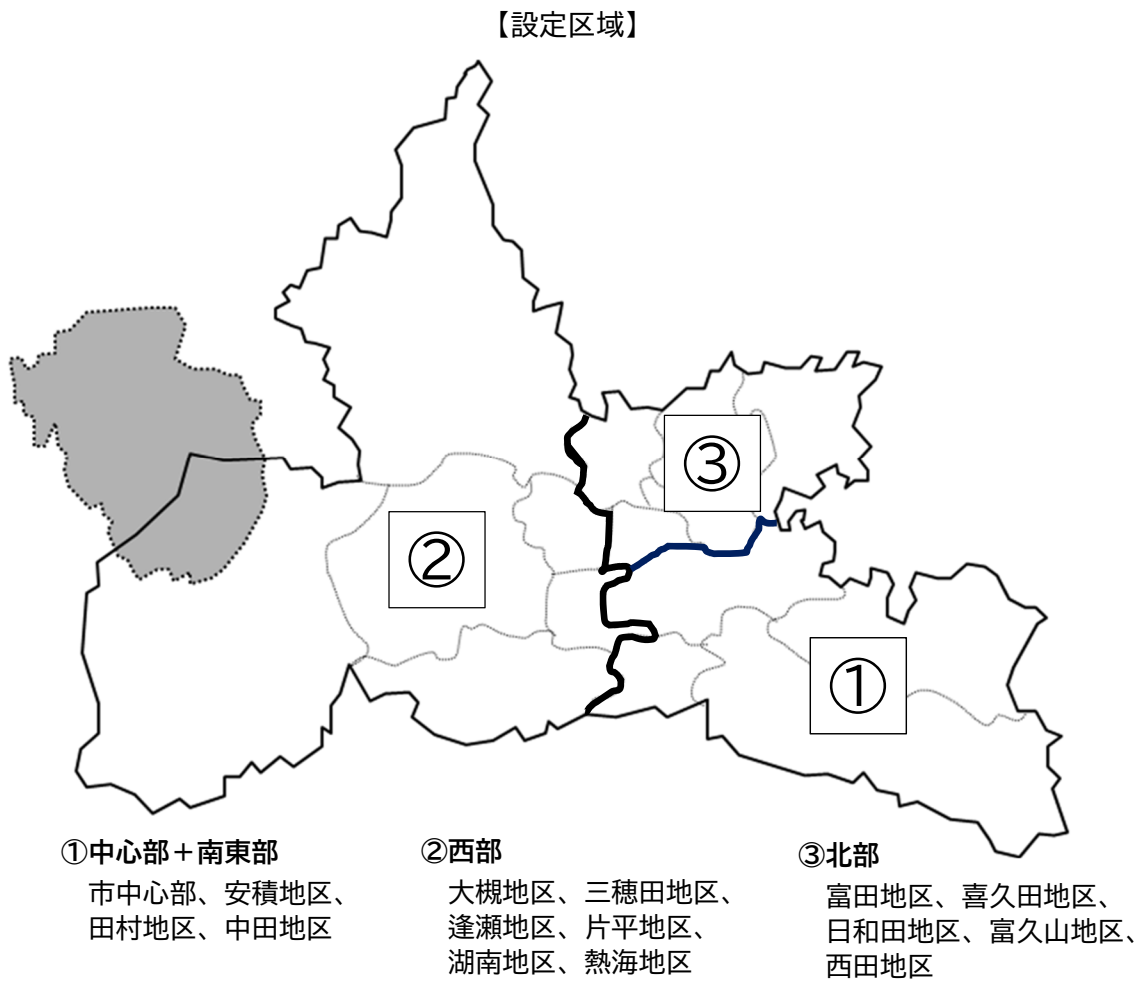 【設定区域】
③
②
①
①中心部＋南東部
市中心部、安積地区、
田村地区、中田地区
②西部
大槻地区、三穂田地区、
逢瀬地区、片平地区、
湖南地区、熱海地区
③北部
富田地区、喜久田地区、
日和田地区、富久山地区、
西田地区